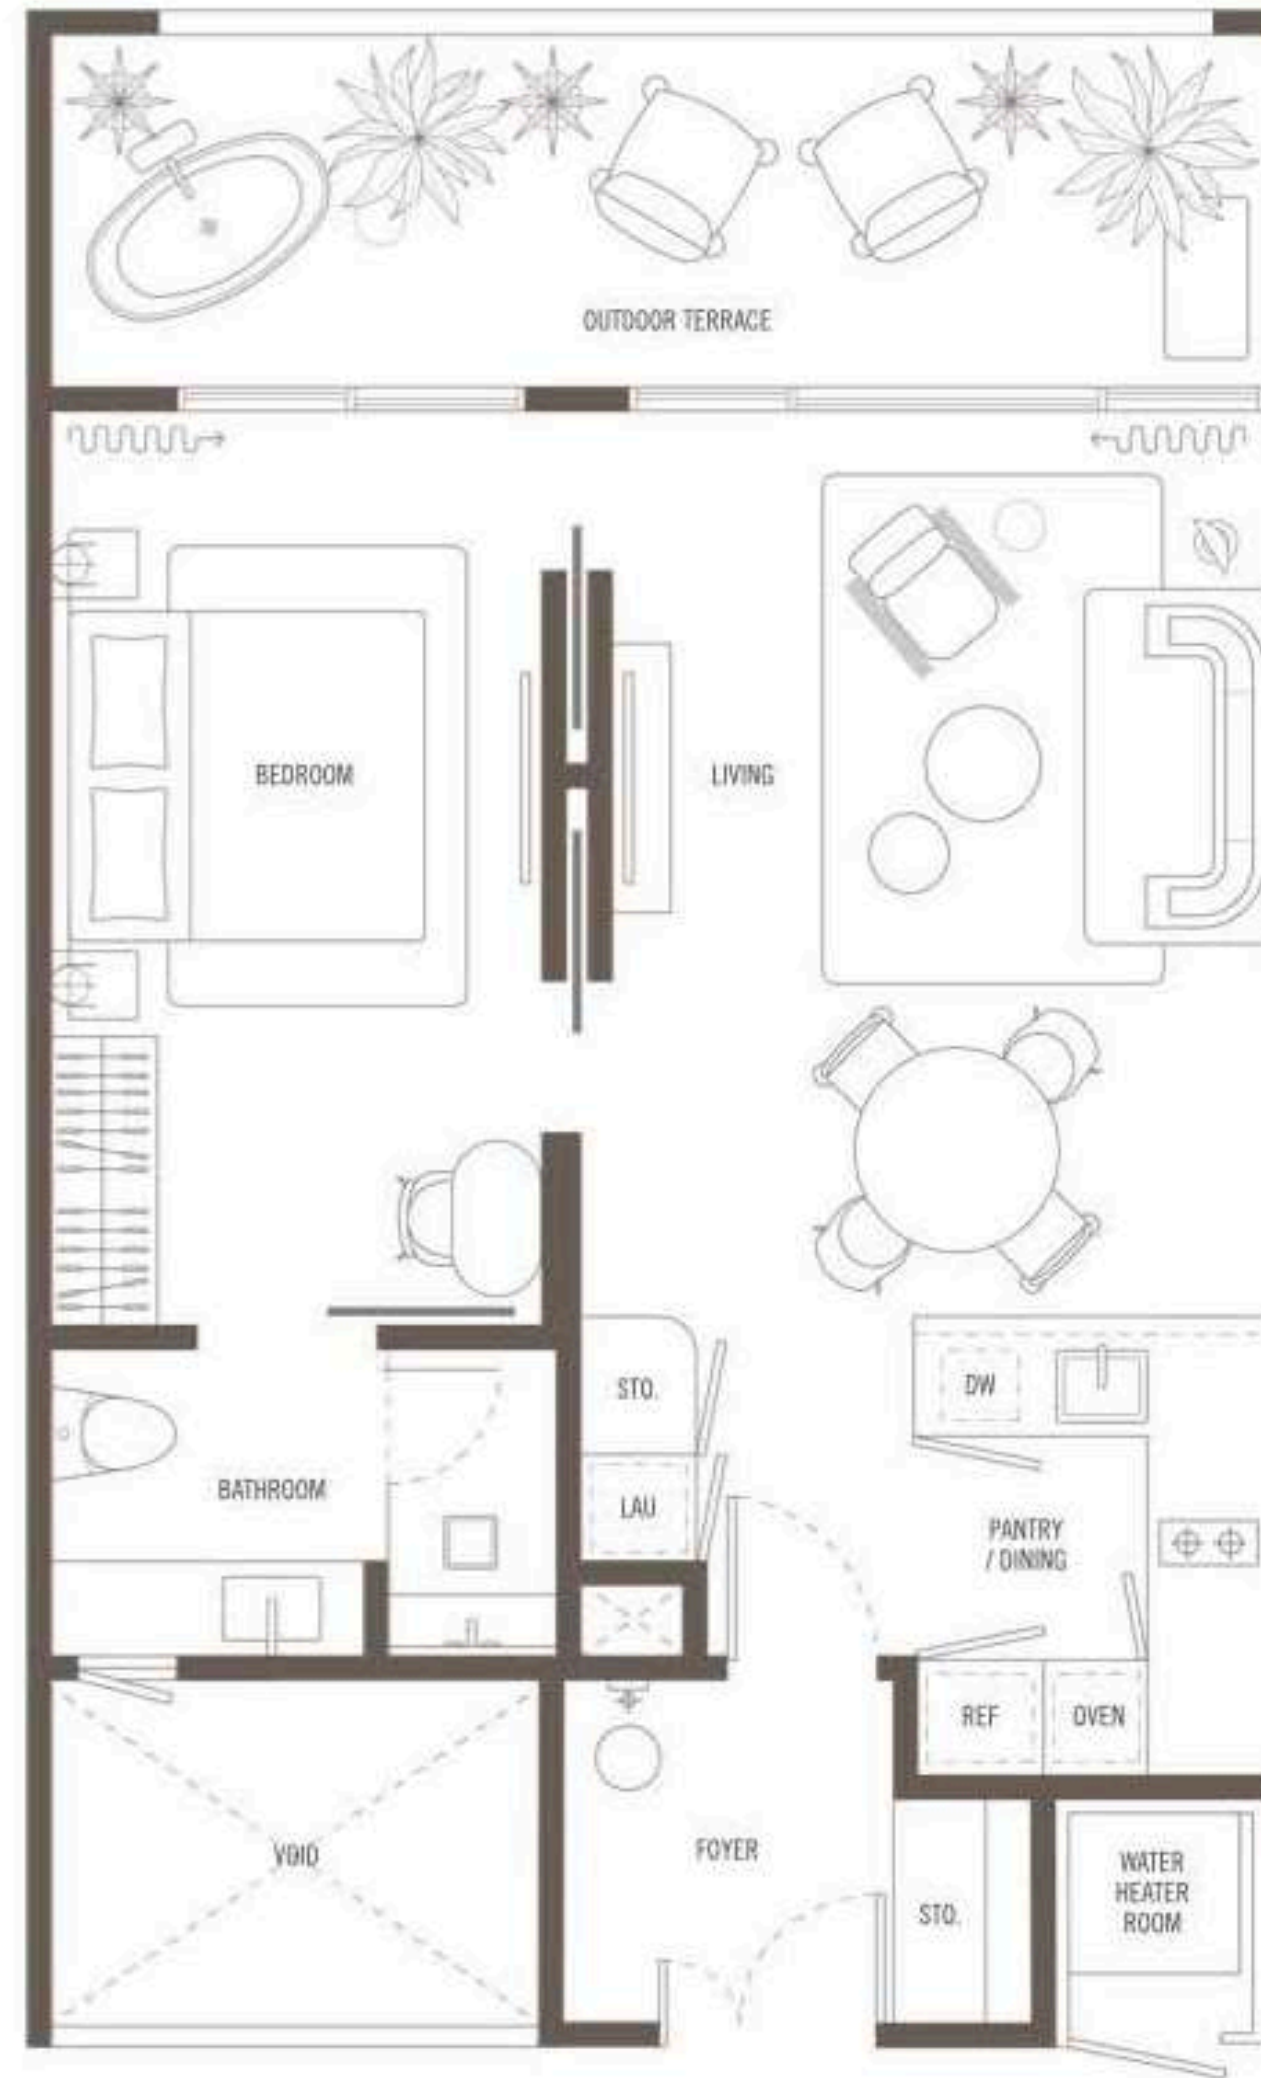 OUTDOOR TERRACE
BEDROOM
LIVING
STO.
DW
LAU
BATHROOM
PANTRY
/ DINING
REF
OVEN
VOID
FOYER
STO.
WATER
HEATER
ROOM